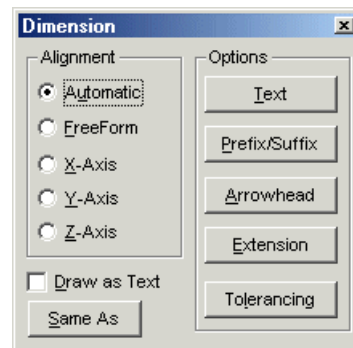 Dimension
Alignment
Automatic
FreeForm
X-Axis
Y-Axis
Z-Axis
Draw as Text
Same As
Options
Text
Prefix/Suffix
Arrowhead
Extension
Tolerancing